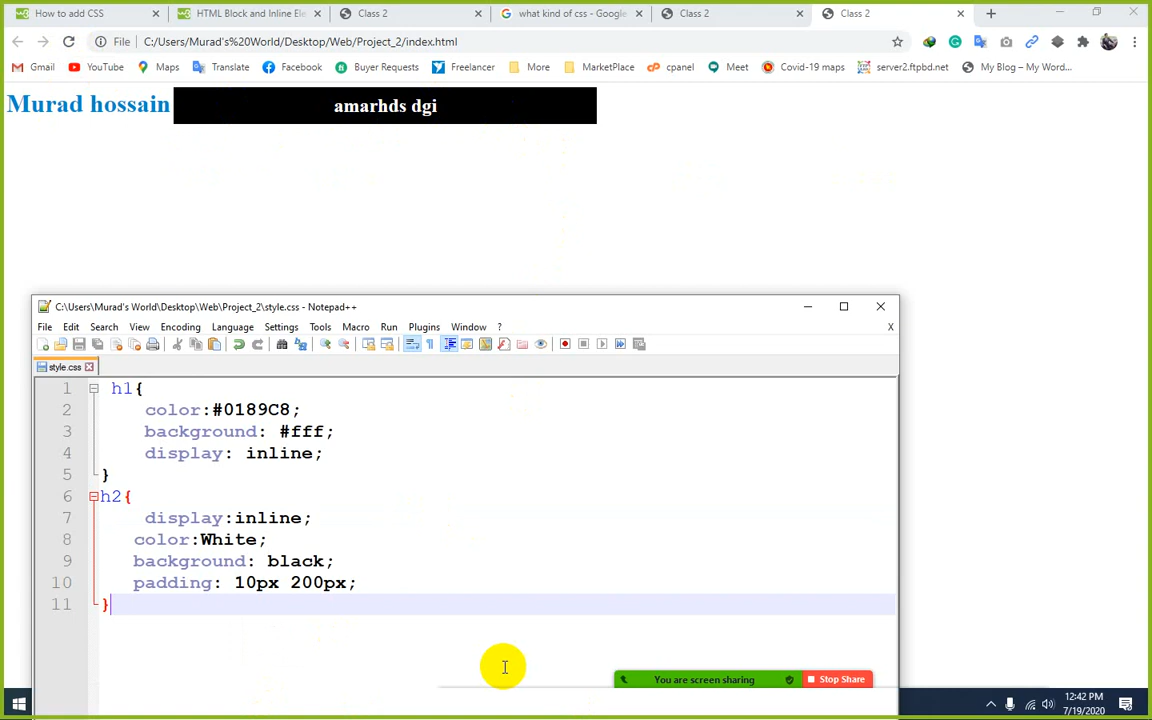 How to add CSS
HTML Block and Inline Ele
Class 2
what kind of css - Google
Class 2
Class 2
File C:/Users/Murad's%20World/Desktop/Web/Project_2/index.html
Gmail YouTube Maps Translate Facebook Buyer Requests Freelancer More MarketPlace cpanel Meet Covid-19 maps server2.ftpbd.net My Blog – My Word...
Murad hossain amarhds dgi
C:\Users\Murad's World\Desktop\Web\Project_2\style.css - Notepad++
File Edit Search View Encoding Language Settings Tools Macro Run Plugins Window ? X
style.css
1 h1{
2 color:#0189C8;
3 background: #fff;
4 display: inline;
5 }
6 h2{
7 display:inline;
8 color:White;
9 background: black;
10 padding: 10px 200px;
11 }
You are screen sharing Stop Share
12:42 PM
7/19/2020